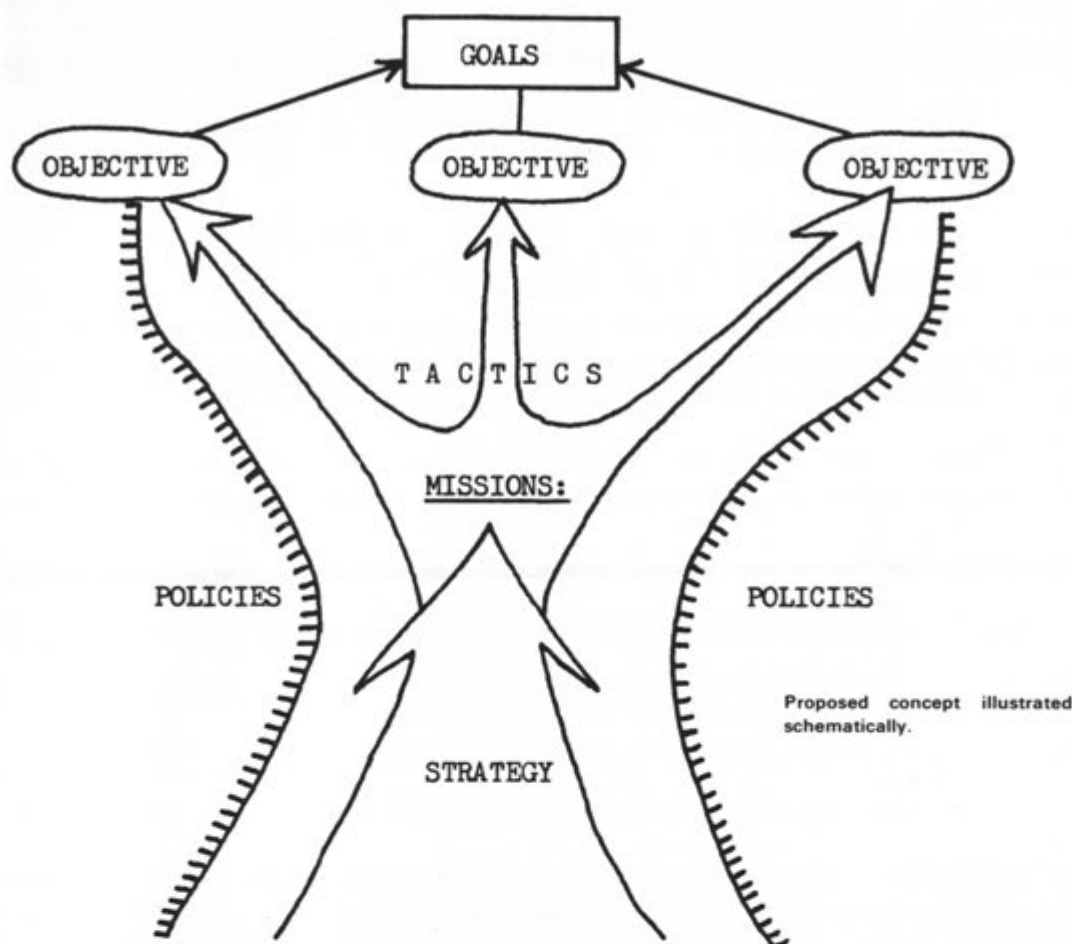 GOALS
OBJECTIVE
OBJECTIVE
OBJECTIVE
T A C T I C S
MISSIONS:
POLICIES
POLICIES
Proposed concept illustrated
schematically.
STRATEGY